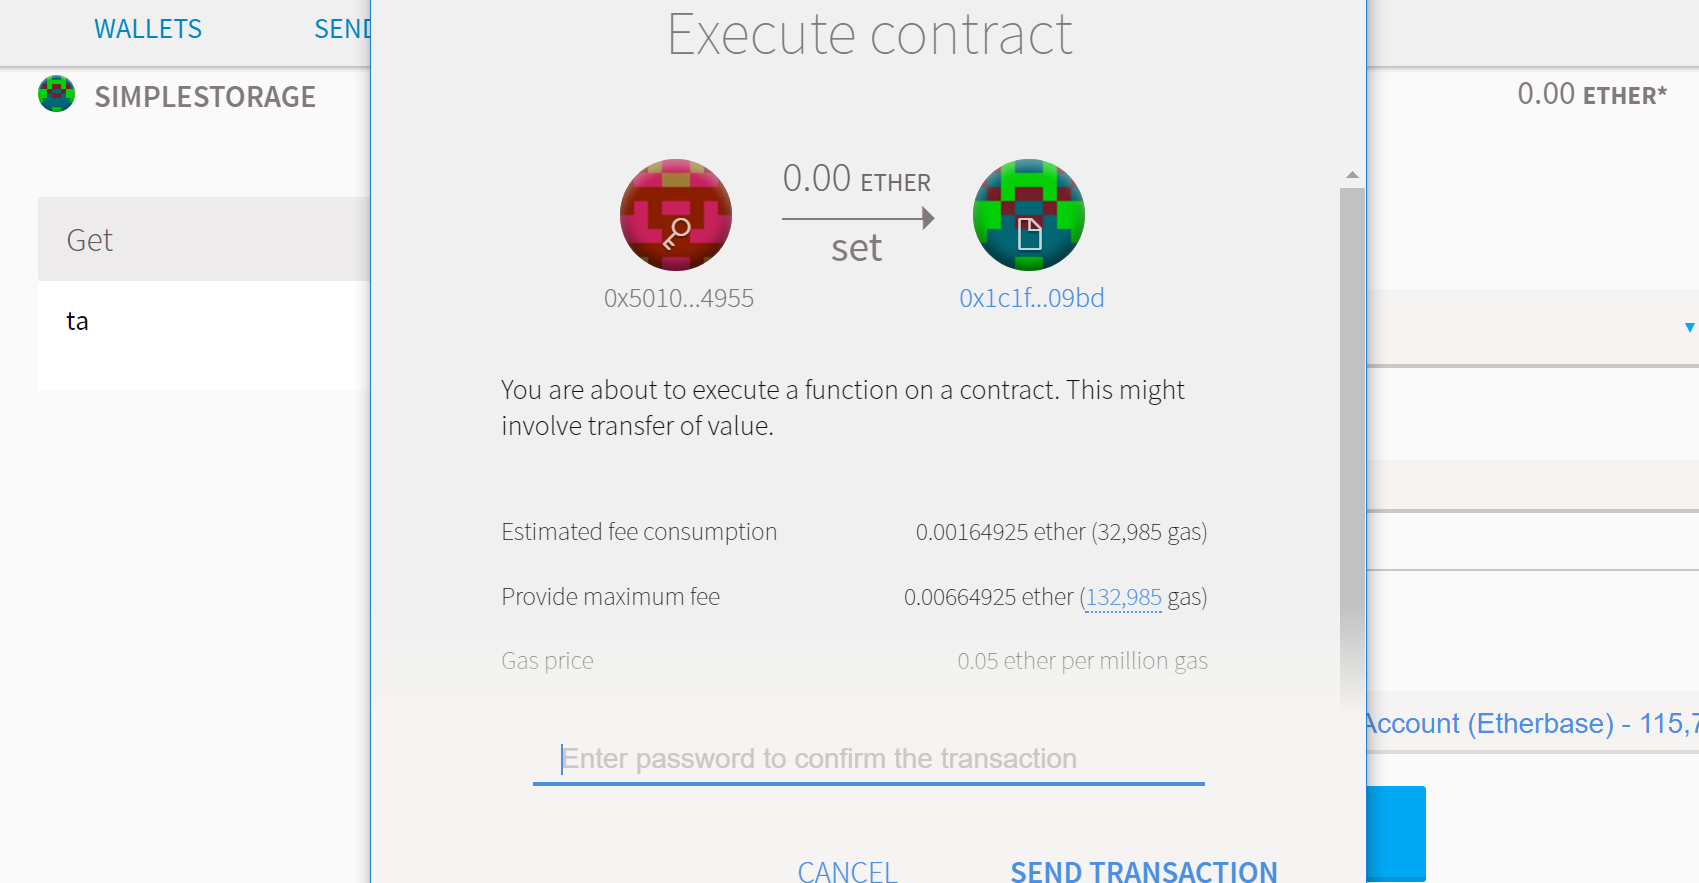 WALLETS
SEND
SIMPLESTORAGE
0.00 ETHER*
Get
ta
Execute contract
0.00 ETHER
set
0x5010...4955
0x1c1f...09bd
You are about to execute a function on a contract. This might
involve transfer of value.
Estimated fee consumption 0.00164925 ether (32,985 gas)
Provide maximum fee 0.00664925 ether (132,985 gas)
Gas price 0.05 ether per million gas
Account (Etherbase) - 115,7
Enter password to confirm the transaction
CANCEL
SEND TRANSACTION